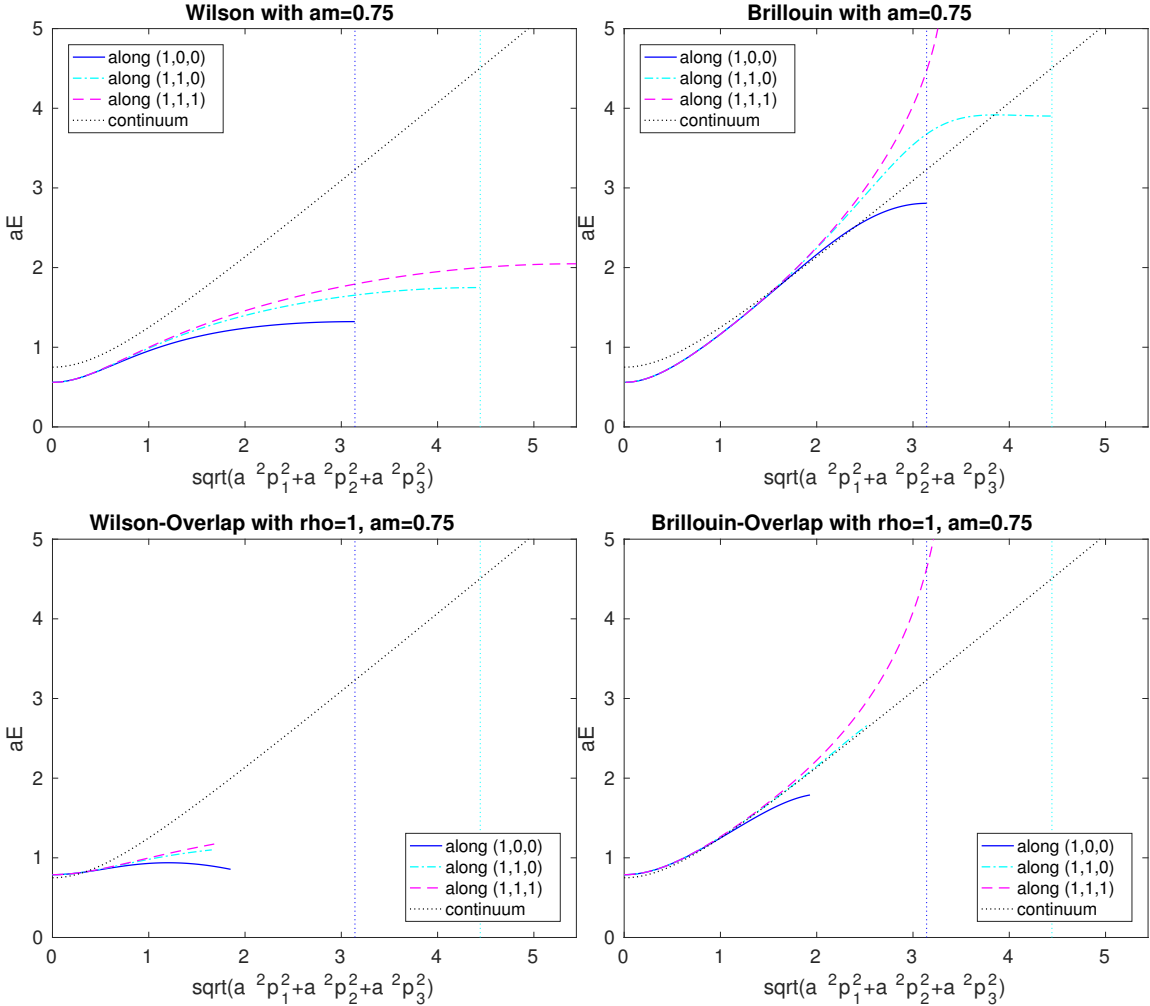 Wilson with am=0.75
5
4
3
2
1
0
aE
along (1,0,0)
along (1,1,0)
along (1,1,1)
continuum
0 1 2 3 4 5
sqrt(a ²p₁²+a ²p₂²+a ²p₃²)
Brillouin with am=0.75
5
4
3
2
1
0
aE
along (1,0,0)
along (1,1,0)
along (1,1,1)
continuum
0 1 2 3 4 5
sqrt(a ²p₁²+a ²p₂²+a ²p₃²)
Wilson-Overlap with rho=1, am=0.75
5
4
3
2
1
0
aE
along (1,0,0)
along (1,1,0)
along (1,1,1)
continuum
0 1 2 3 4 5
sqrt(a ²p₁²+a ²p₂²+a ²p₃²)
Brillouin-Overlap with rho=1, am=0.75
5
4
3
2
1
0
aE
along (1,0,0)
along (1,1,0)
along (1,1,1)
continuum
0 1 2 3 4 5
sqrt(a ²p₁²+a ²p₂²+a ²p₃²)